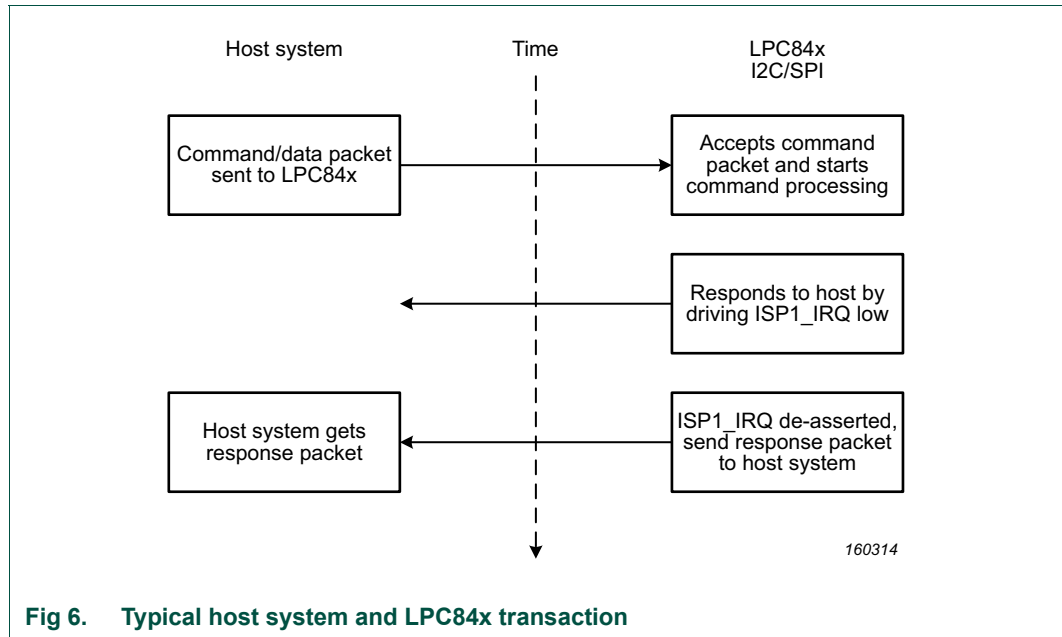 Host system
Time
LPC84x
I2C/SPI
Command/data packet
sent to LPC84x
Accepts command
packet and starts
command processing
Responds to host by
driving ISP1_IRQ low
Host system gets
response packet
ISP1_IRQ de-asserted,
send response packet
to host system
160314
Fig 6. Typical host system and LPC84x transaction